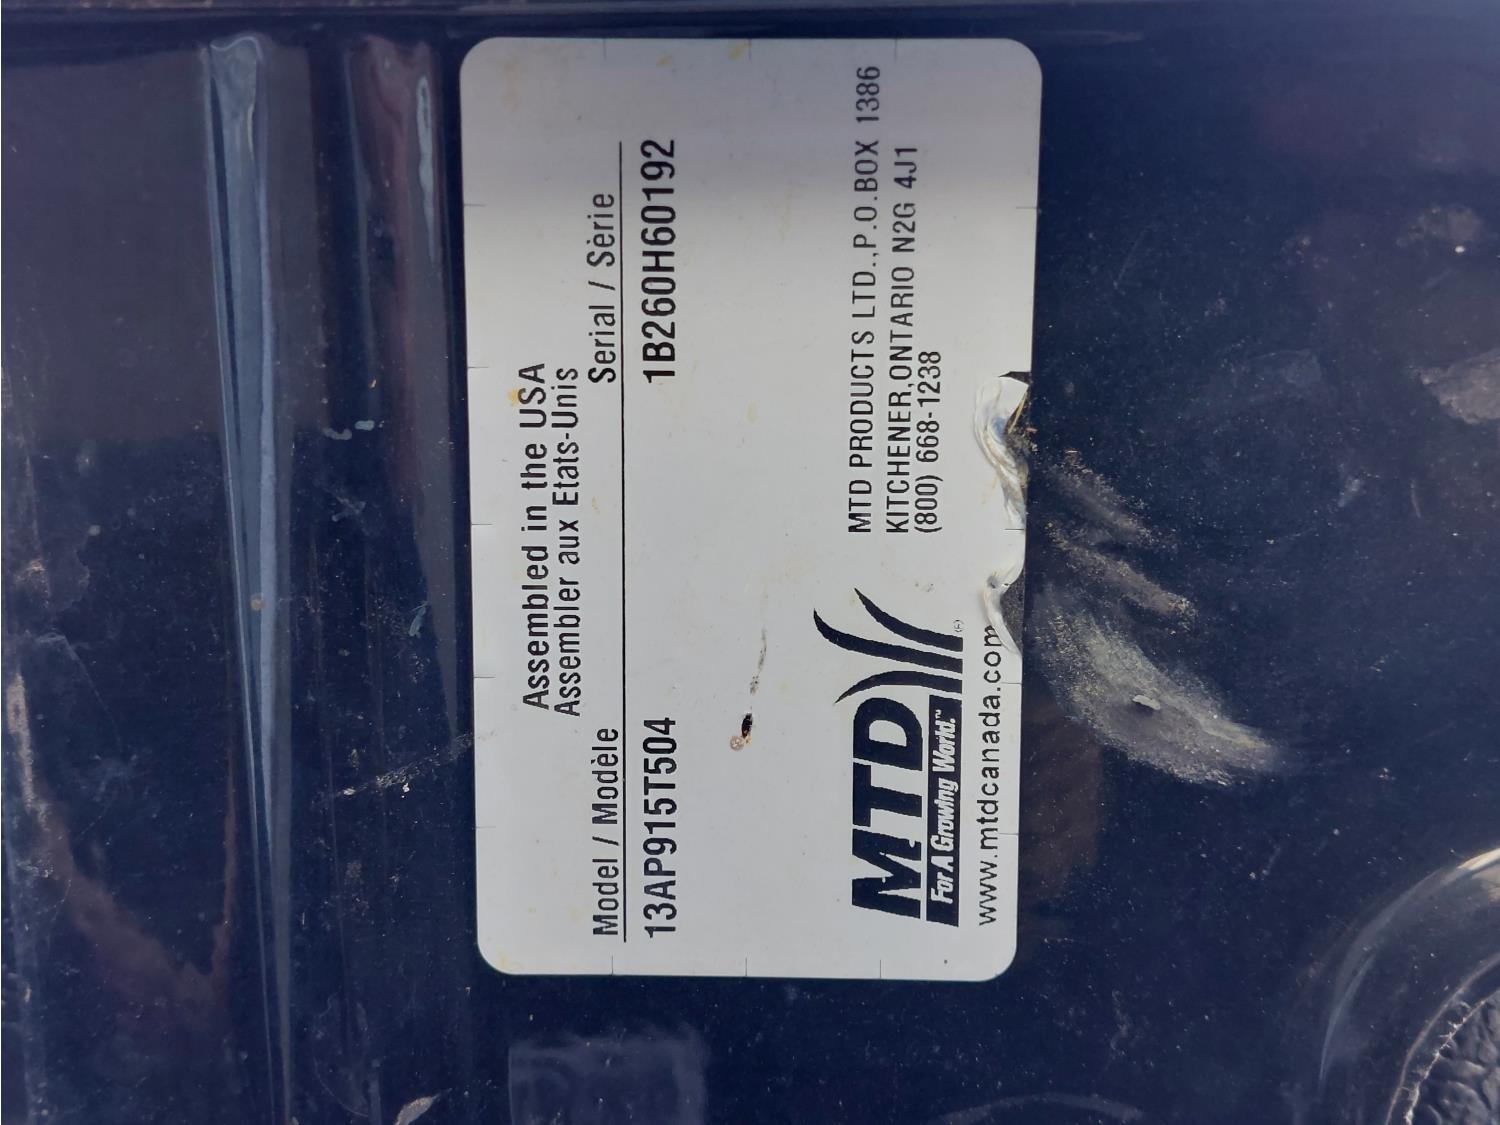 Assembled in the USA
Assembler aux Etats-Unis
Model / Modèle Serial / Sèrie
13AP915T504 1B260H60192
MTD
For A Growing World.™
®
www.mtdcanada.com
MTD PRODUCTS LTD.,P.O.BOX 1386
KITCHENER,ONTARIO N2G 4J1
(800) 668-1238